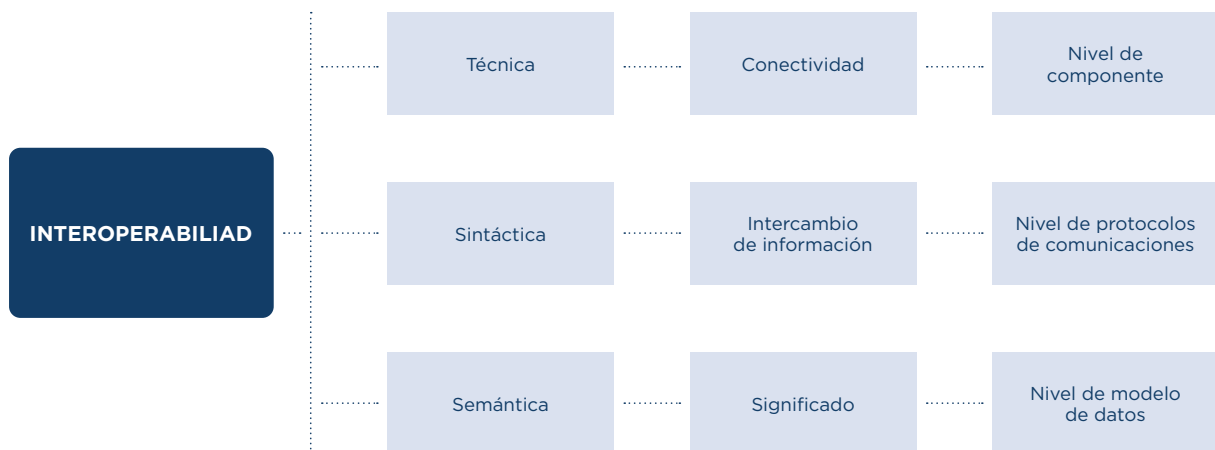 Técnica
Conectividad
Nivel de
componente
INTEROPERABILIAD
Sintáctica
Intercambio
de información
Nivel de protocolos
de comunicaciones
Semántica
Significado
Nivel de modelo
de datos